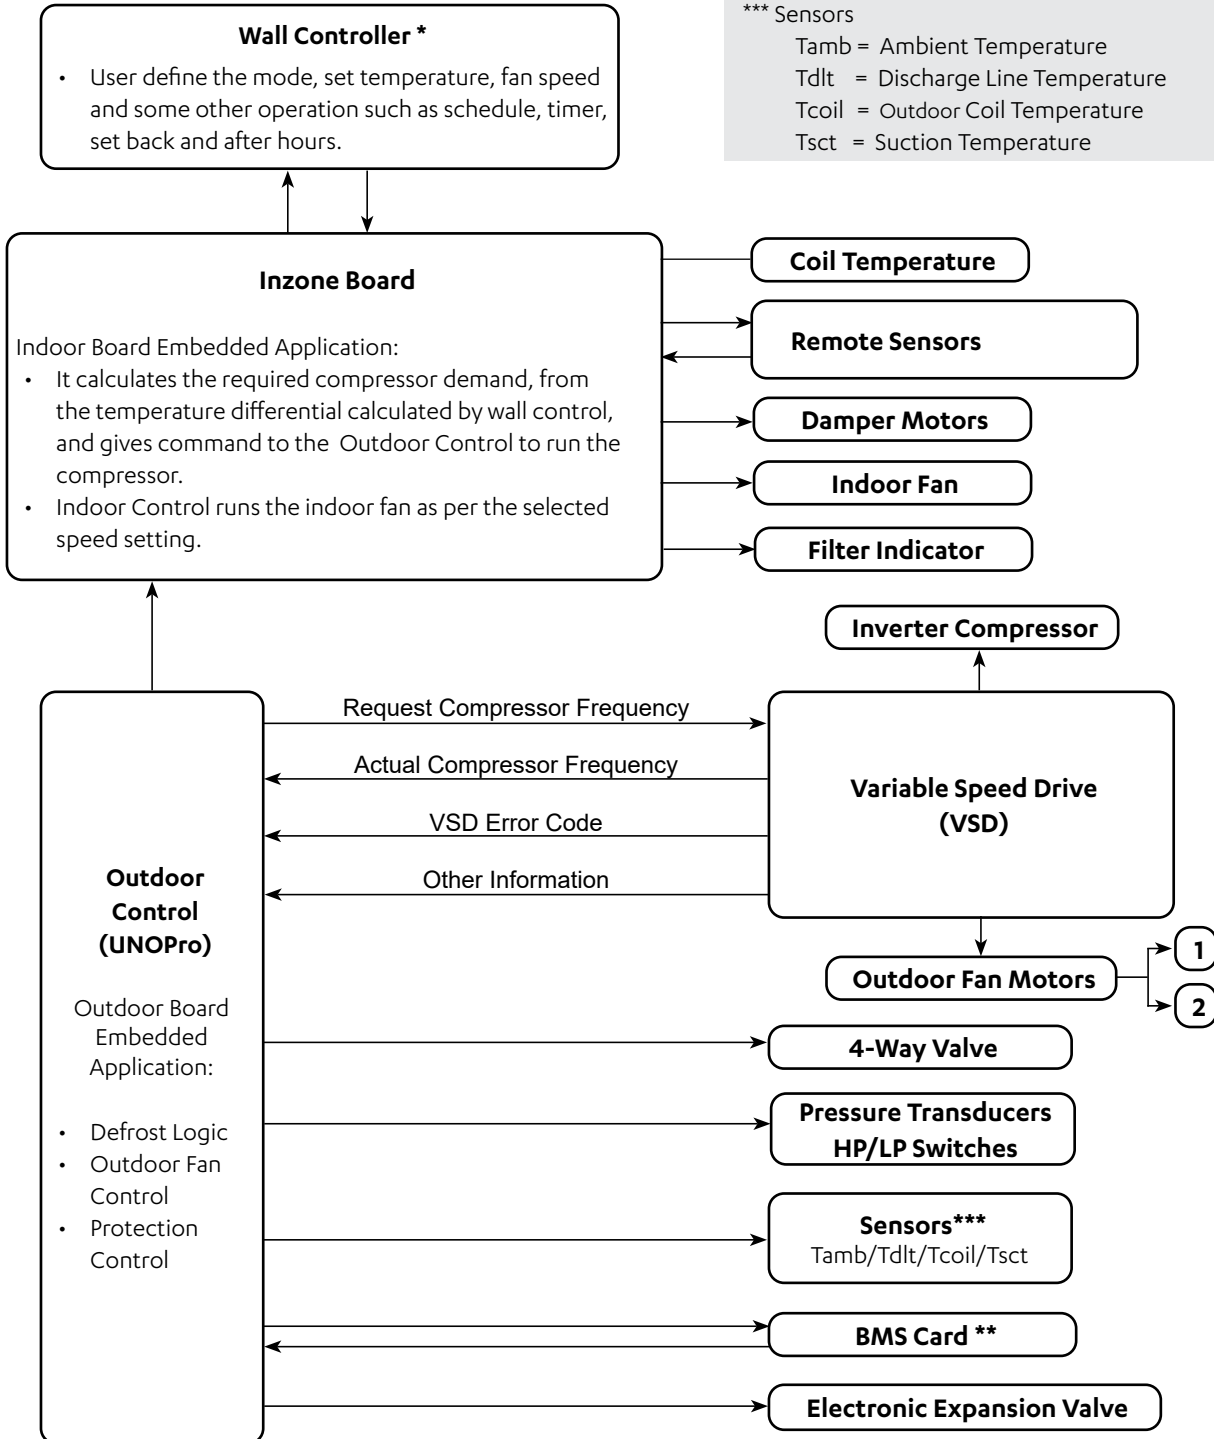 Wall Controller *
• User define the mode, set temperature, fan speed
and some other operation such as schedule, timer,
set back and after hours.
*** Sensors
Tamb = Ambient Temperature
Tdlt = Discharge Line Temperature
Tcoil = Outdoor Coil Temperature
Tsct = Suction Temperature
Inzone Board
Indoor Board Embedded Application:
• It calculates the required compressor demand, from
the temperature differential calculated by wall control,
and gives command to the Outdoor Control to run the
compressor.
• Indoor Control runs the indoor fan as per the selected
speed setting.
Coil Temperature
Remote Sensors
Damper Motors
Indoor Fan
Filter Indicator
Inverter Compressor
Request Compressor Frequency
Actual Compressor Frequency
VSD Error Code
Other Information
Variable Speed Drive
(VSD)
Outdoor
Control
(UNOPro)
Outdoor Board
Embedded
Application:
• Defrost Logic
• Outdoor Fan
Control
• Protection
Control
Outdoor Fan Motors
1
2
4-Way Valve
Pressure Transducers
HP/LP Switches
Sensors***
Tamb/Tdlt/Tcoil/Tsct
BMS Card **
Electronic Expansion Valve